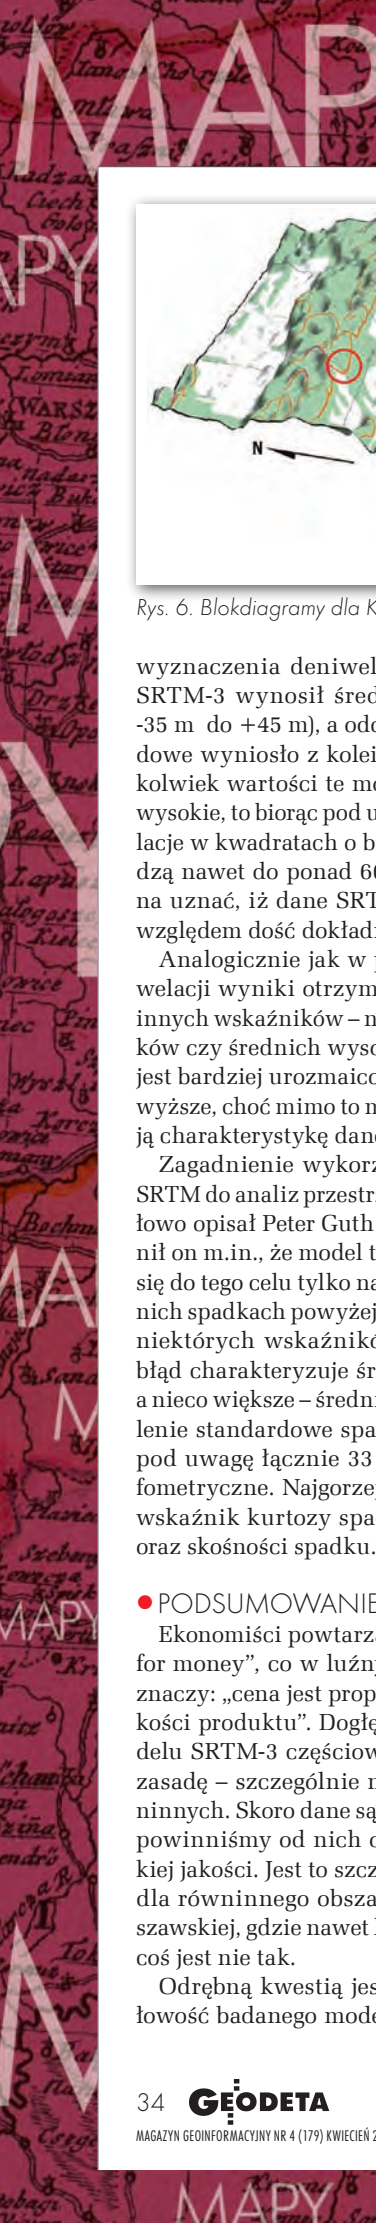 MAP
APY
WARSZ
N
Rys. 6. Blokdiagramy dla K
wyznaczenia deniwel
SRTM-3 wynosił śred
-35 m do +45 m), a odc
dowe wyniosło z kolei
kolwiek wartości te mo
wysokie, to biorąc pod u
lacje w kwadratach o b
dzą nawet do ponad 60
na uznać, iż dane SRT
względem dość dokładn
Analogicznie jak w p
welacji wyniki otrzym
innych wskaźników – n
ków czy średnich wyso
jest bardziej urozmaico
wyższe, choć mimo to m
ją charakterystykę dane
Zagadnienie wykorz
SRTM do analiz przestrz
łowo opisał Peter Guth
nił on m.in., że model t
się do tego celu tylko na
nich spadkach powyżej
niektórych wskaźnikó
błąd charakteryzuje śr
a nieco większe – średni
lenie standardowe spa
pod uwagę łącznie 33
fometryczne. Najgorzej
wskaźnik kurtozy spa
oraz skośności spadku.
• PODSUMOWANIE
Ekonomiści powtarza
for money”, co w luźny
znaczy: „cena jest prop
kości produktu”. Dogłę
delu SRTM-3 częściow
zasadę – szczególnie n
ninnych. Skoro dane są
powinniśmy od nich o
kiej jakości. Jest to szcz
dla równinnego obsza
szawskiej, gdzie nawet l
coś jest nie tak.
Odrębną kwestią jes
łowość badanego mode
34 GEODETA
MAGAZYN GEOINFORMACYJNY NR 4 (179) KWIECIEŃ 2
MAPY